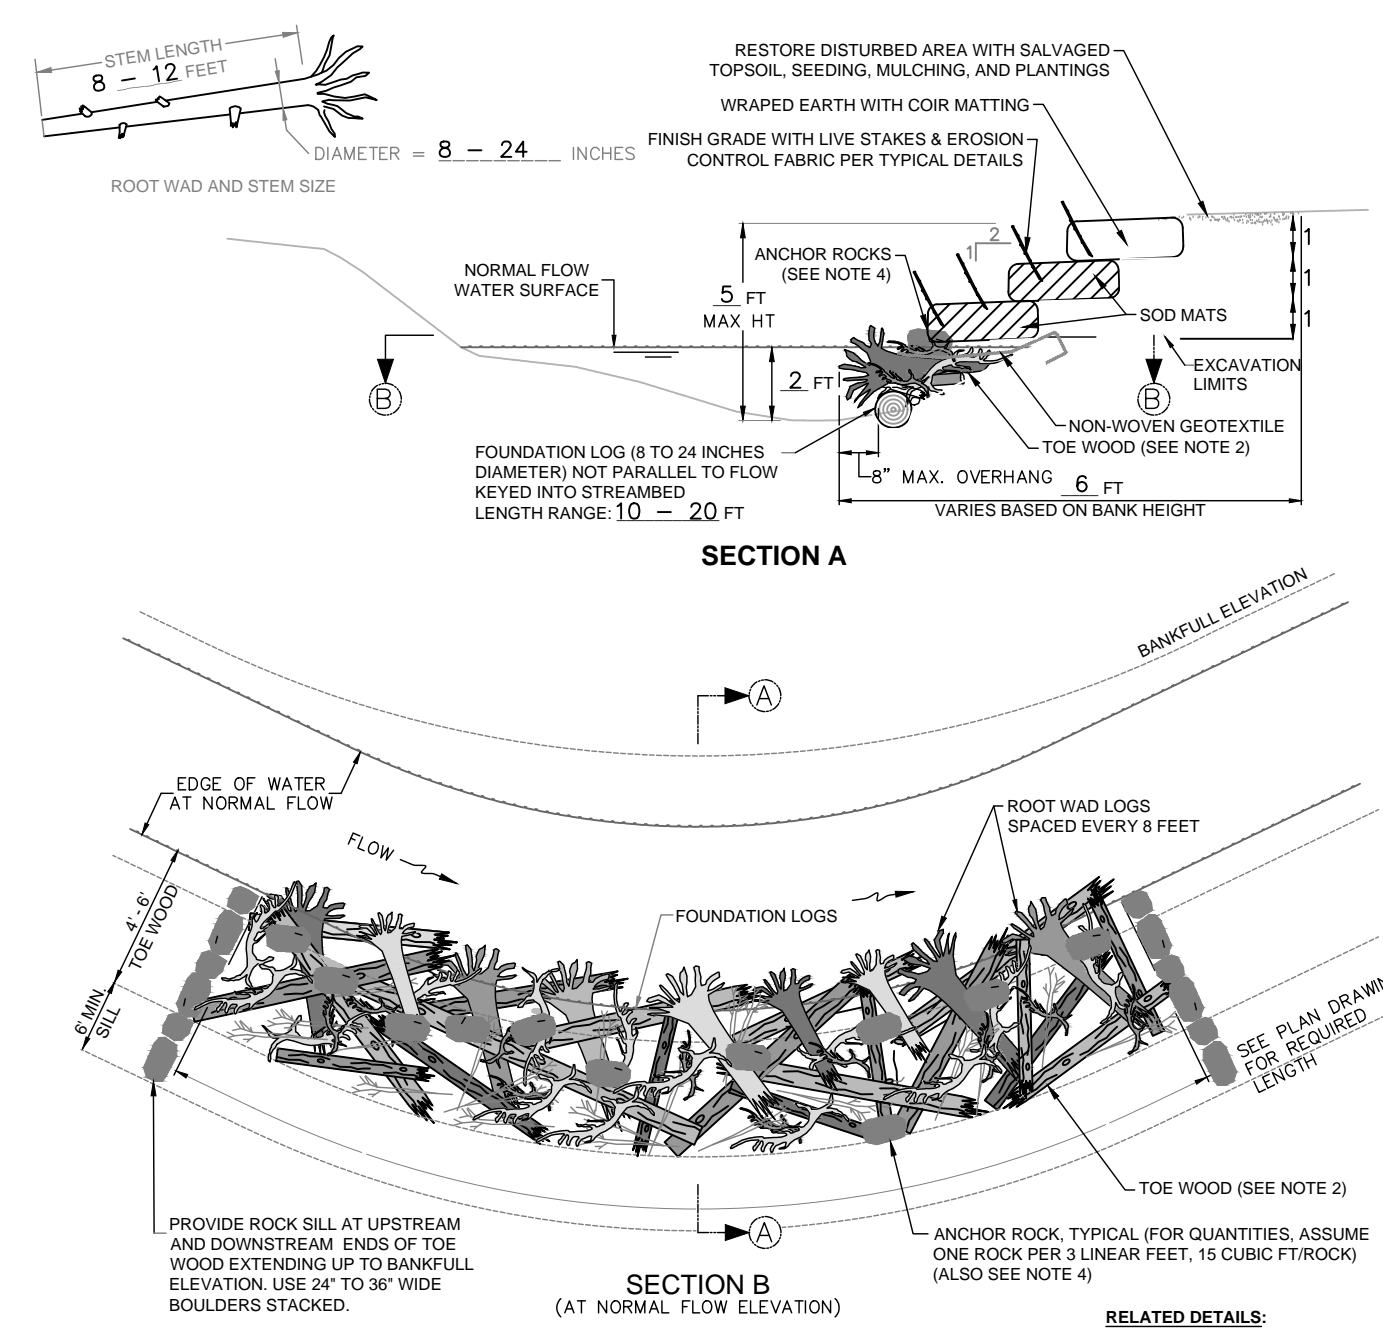 STEM LENGTH
8 – 12 FEET
DIAMETER = 8 – 24 INCHES
ROOT WAD AND STEM SIZE
RESTORE DISTURBED AREA WITH SALVAGED
TOPSOIL, SEEDING, MULCHING, AND PLANTINGS
WRAPED EARTH WITH COIR MATTING
FINISH GRADE WITH LIVE STAKES & EROSION
CONTROL FABRIC PER TYPICAL DETAILS
2
1
ANCHOR ROCKS
(SEE NOTE 4)
NORMAL FLOW
WATER SURFACE
5 FT
MAX HT
2 FT
1
1
1
SOD MATS
EXCAVATION
LIMITS
B
B
NON-WOVEN GEOTEXTILE
TOE WOOD (SEE NOTE 2)
FOUNDATION LOG (8 TO 24 INCHES
DIAMETER) NOT PARALLEL TO FLOW
KEYED INTO STREAMBED
LENGTH RANGE: 10 – 20 FT
8" MAX. OVERHANG
6 FT
VARIES BASED ON BANK HEIGHT
SECTION A
BANKFULL ELEVATION
A
EDGE OF WATER
AT NORMAL FLOW
FLOW
ROOT WAD LOGS
SPACED EVERY 8 FEET
4' - 6'
TOE WOOD
6' MIN.
SILL
FOUNDATION LOGS
SEE PLAN DRAWIN
FOR REQUIRED
LENGTH
TOE WOOD (SEE NOTE 2)
PROVIDE ROCK SILL AT UPSTREAM
AND DOWNSTREAM ENDS OF TOE
WOOD EXTENDING UP TO BANKFULL
ELEVATION. USE 24" TO 36" WIDE
BOULDERS STACKED.
A
ANCHOR ROCK, TYPICAL (FOR QUANTITIES, ASSUME
ONE ROCK PER 3 LINEAR FEET, 15 CUBIC FT/ROCK)
(ALSO SEE NOTE 4)
SECTION B
(AT NORMAL FLOW ELEVATION)
RELATED DETAILS: